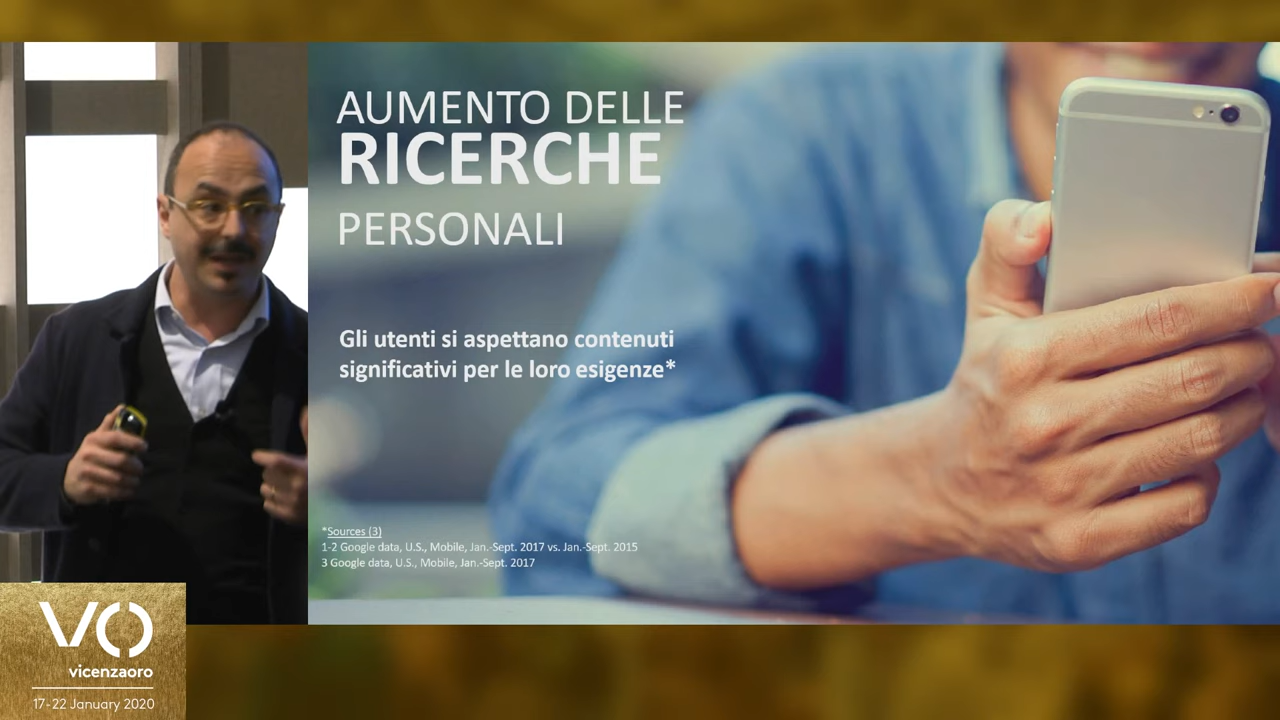 AUMENTO DELLE
RICERCHE
PERSONALI
Gli utenti si aspettano contenuti
significativi per le loro esigenze*
*Sources (3)
1-2 Google data, U.S., Mobile, Jan.-Sept. 2017 vs. Jan.-Sept. 2015
3 Google data, U.S., Mobile, Jan.-Sept. 2017
VO
vicenzaoro
17-22 January 2020